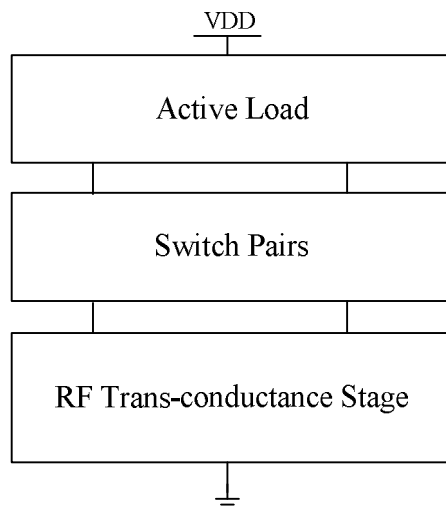 VDD
Active Load
Switch Pairs
RF Trans-conductance Stage